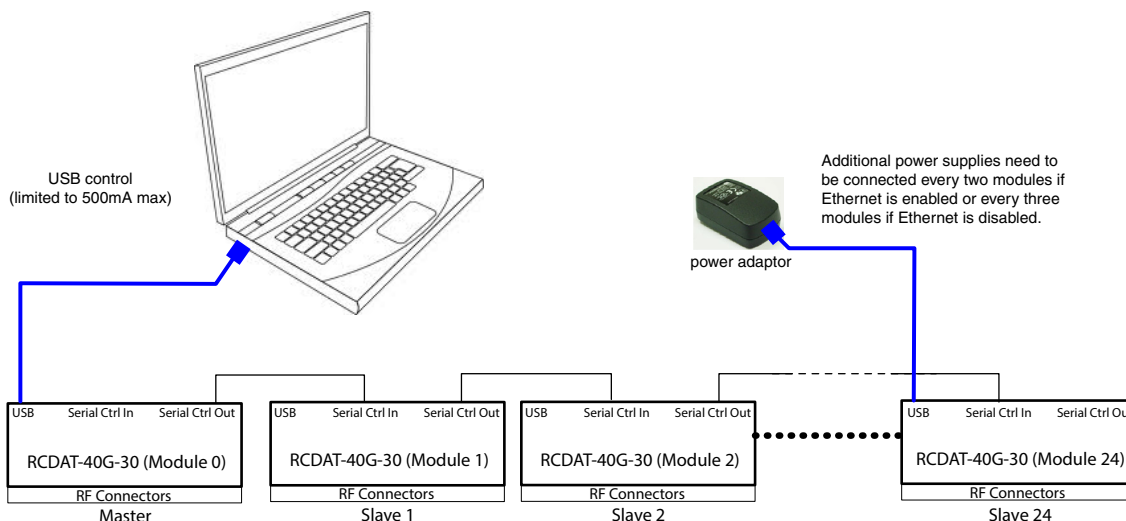 USB control
(limited to 500mA max)
Additional power supplies need to
be connected every two modules if
Ethernet is enabled or every three
modules if Ethernet is disabled.
power adaptor
USB Serial Ctrl In Serial Ctrl Out
RCDAT-40G-30 (Module 0)
RF Connectors
Master
USB Serial Ctrl In Serial Ctrl Out
RCDAT-40G-30 (Module 1)
RF Connectors
Slave 1
USB Serial Ctrl In Serial Ctrl Out
RCDAT-40G-30 (Module 2)
RF Connectors
Slave 2
USB Serial Ctrl In Serial Ctrl Out
RCDAT-40G-30 (Module 24)
RF Connectors
Slave 24